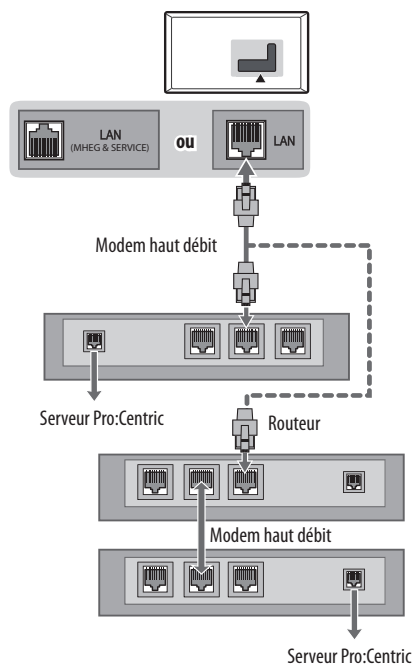 LAN
(MHEG & SERVICE)
ou
LAN
Modem haut débit
Serveur Pro:Centric
Routeur
Modem haut débit
Serveur Pro:Centric